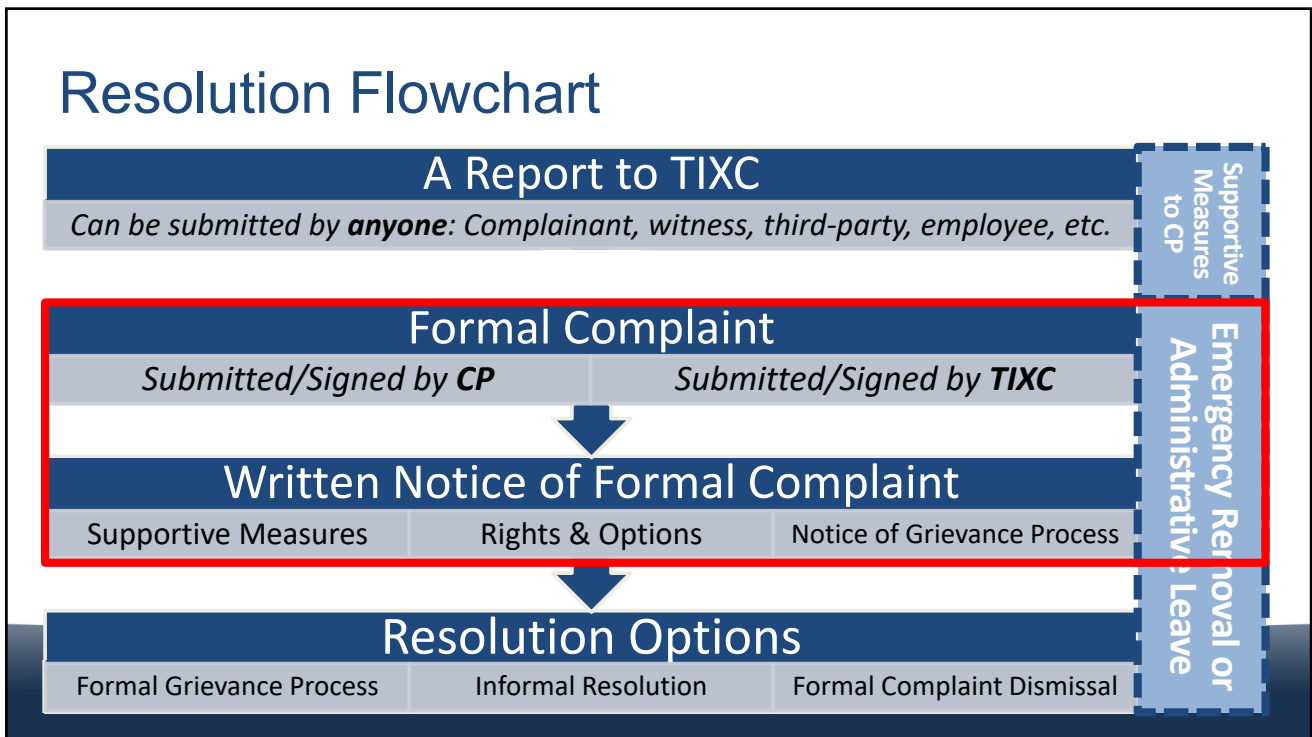 Resolution Flowchart
A Report to TIXC
Can be submitted by anyone: Complainant, witness, third-party, employee, etc.
Supportive
Measures
to CP
Formal Complaint
Submitted/Signed by CP
Submitted/Signed by TIXC
Written Notice of Formal Complaint
Supportive Measures
Rights & Options
Notice of Grievance Process
Emergency Removal or
Administrative Leave
Resolution Options
Formal Grievance Process
Informal Resolution
Formal Complaint Dismissal